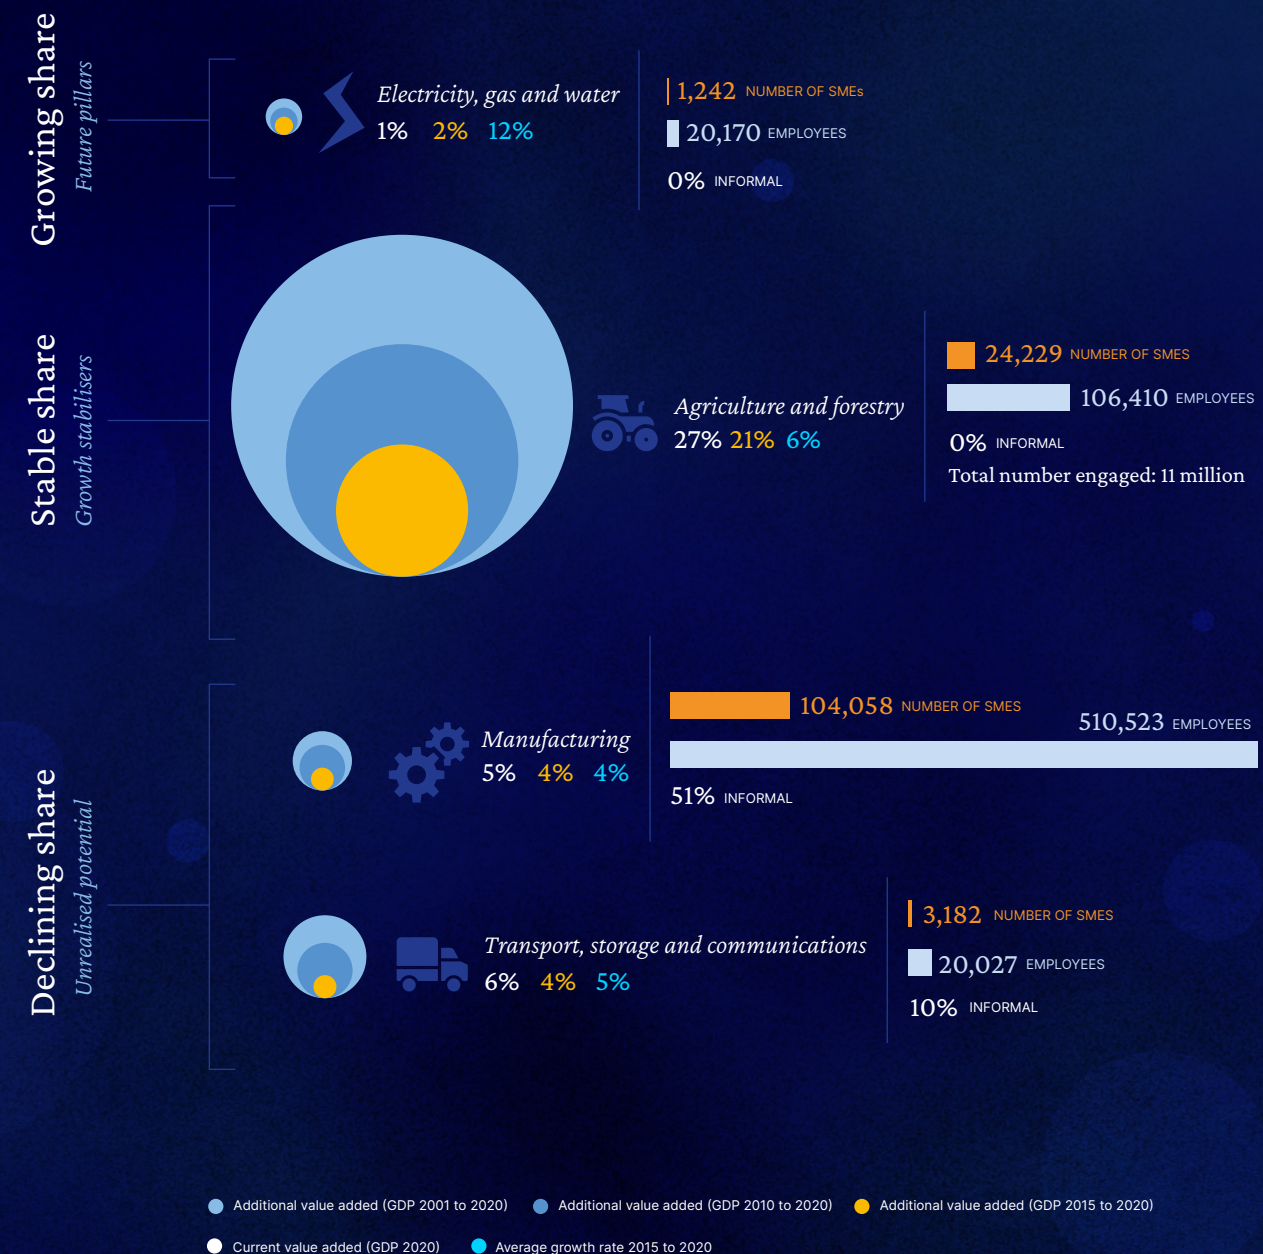 Growing share
Future pillars
Electricity, gas and water
1% 2% 12%
1,242 NUMBER OF SMEs
20,170 EMPLOYEES
0% INFORMAL
Stable share
Growth stabilisers
Agriculture and forestry
27% 21% 6%
24,229 NUMBER OF SMES
106,410 EMPLOYEES
0% INFORMAL
Total number engaged: 11 million
Declining share
Unrealised potential
Manufacturing
5% 4% 4%
104,058 NUMBER OF SMES
510,523 EMPLOYEES
51% INFORMAL
Transport, storage and communications
6% 4% 5%
3,182 NUMBER OF SMES
20,027 EMPLOYEES
10% INFORMAL
Additional value added (GDP 2001 to 2020) Additional value added (GDP 2010 to 2020) Additional value added (GDP 2015 to 2020)
Current value added (GDP 2020) Average growth rate 2015 to 2020